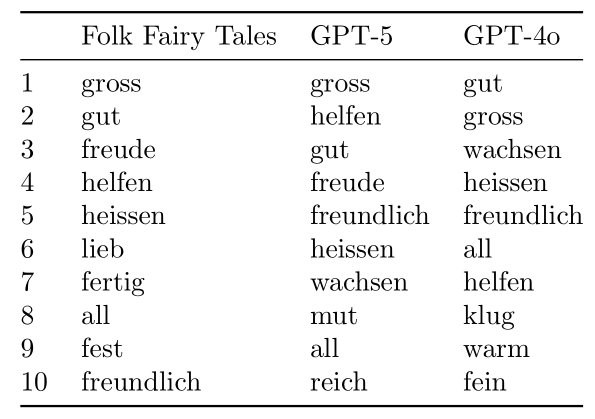 Folk Fairy Tales GPT-5 GPT-4o
1 gross gross gut
2 gut helfen gross
3 freude gut wachsen
4 helfen freude heissen
5 heissen freundlich freundlich
6 lieb heissen all
7 fertig wachsen helfen
8 all mut klug
9 fest all warm
10 freundlich reich fein